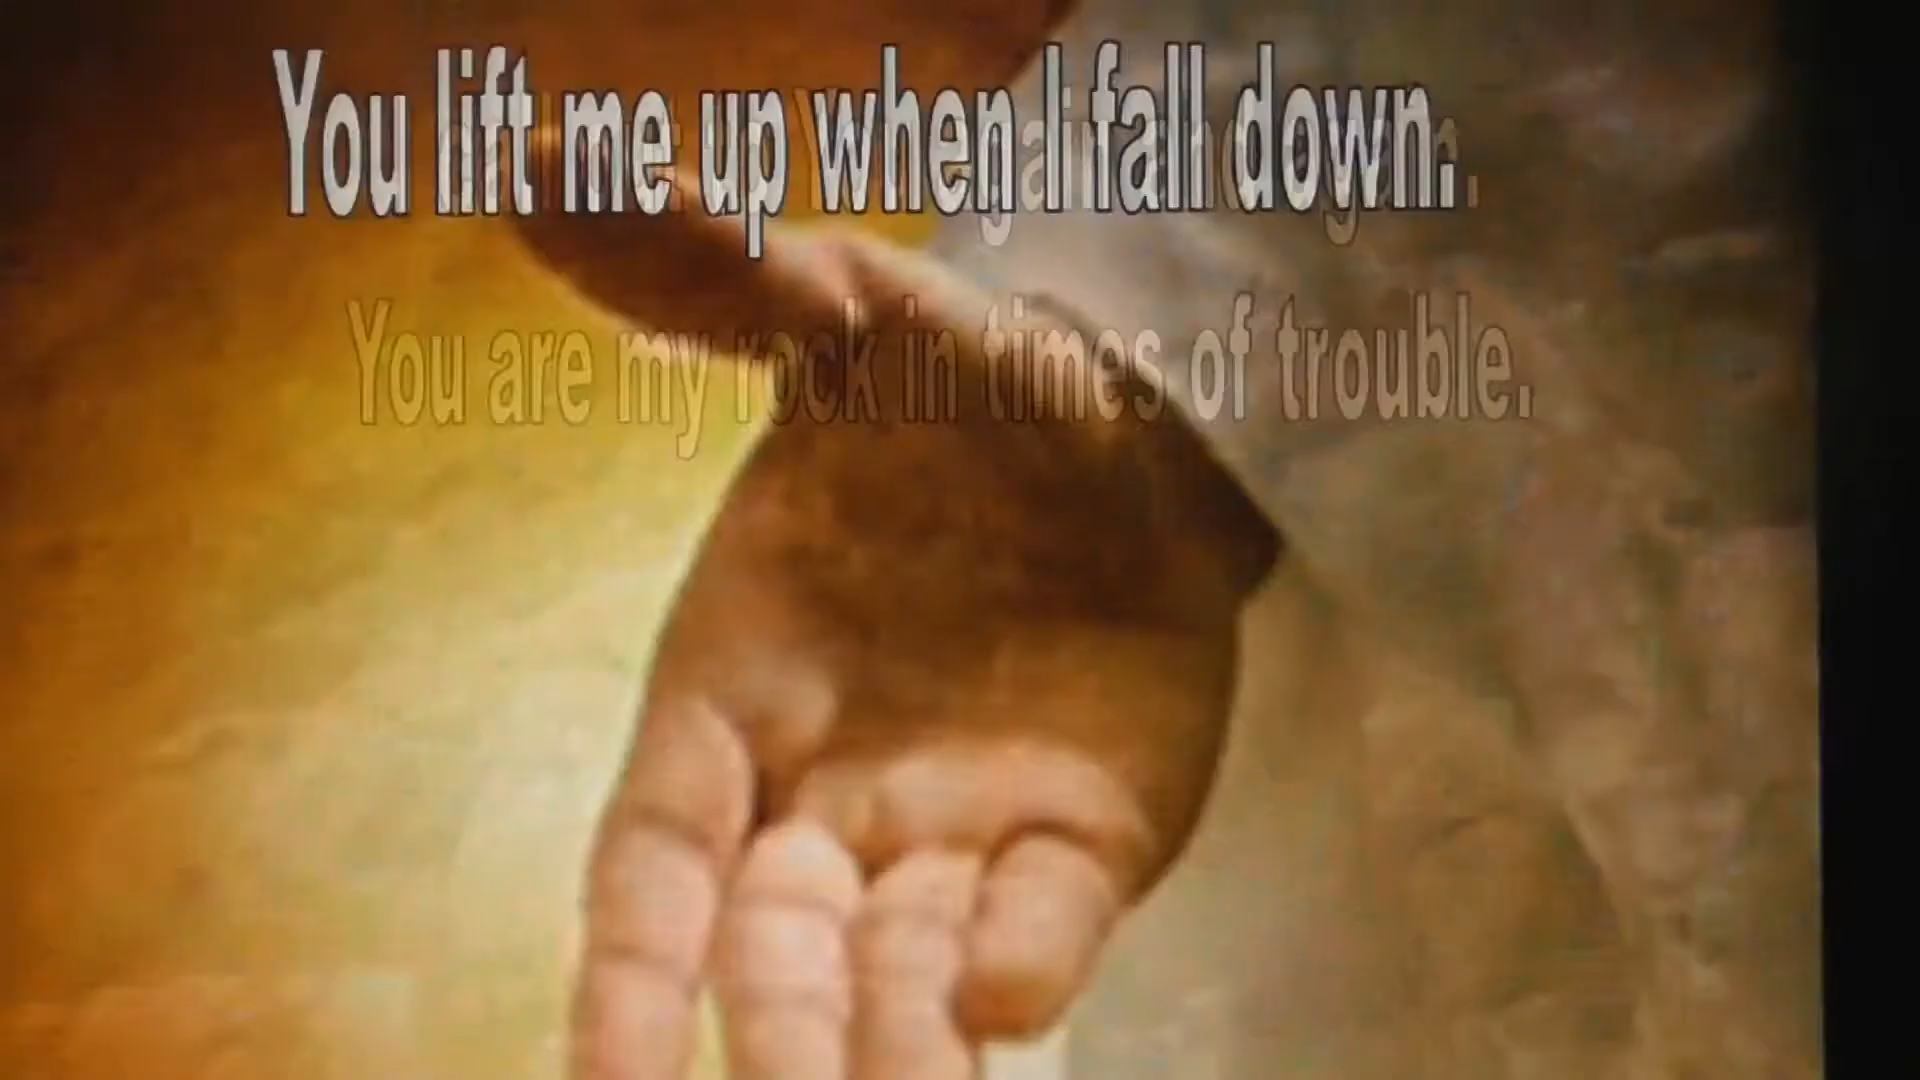 You lift me up when I fall down.
You are my rock in times of trouble.